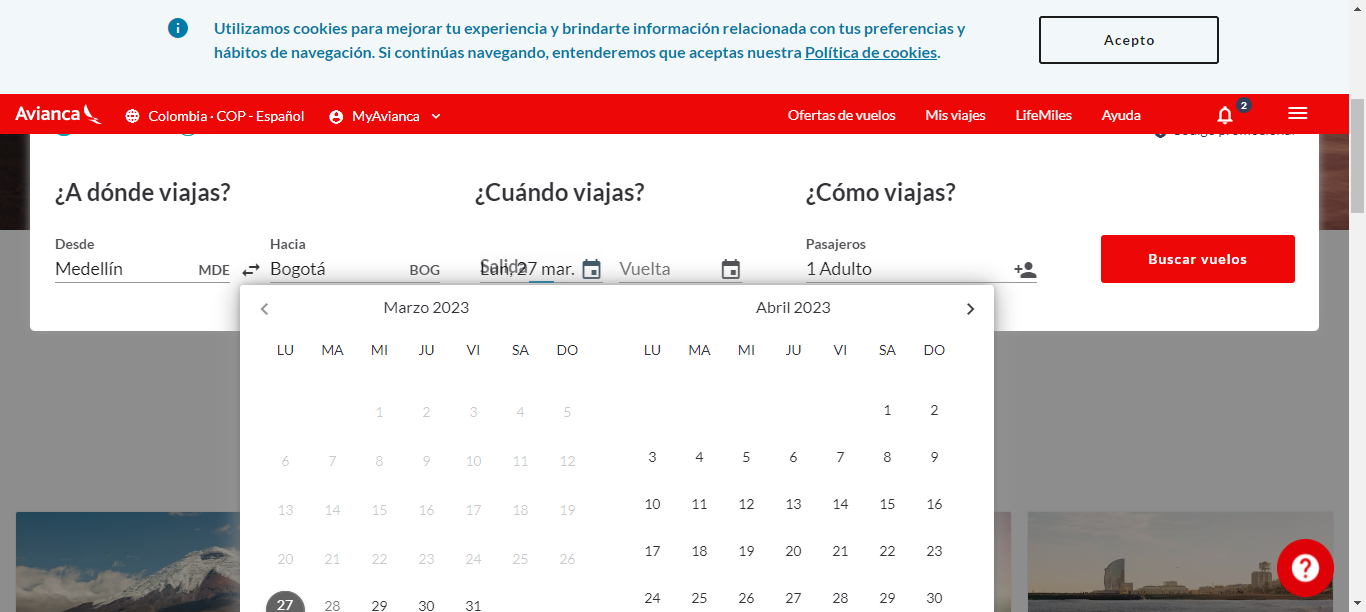 Utilizamos cookies para mejorar tu experiencia y brindarte información relacionada con tus preferencias y
hábitos de navegación. Si continúas navegando, entenderemos que aceptas nuestra Política de cookies.
Acepto
Avianca
Colombia · COP - Español
MyAvianca
Ofertas de vuelos
Mis viajes
LifeMiles
Ayuda
2
¿A dónde viajas?
¿Cuándo viajas?
¿Cómo viajas?
Desde
Hacia
Pasajeros
Medellín MDE
Bogotá BOG
Salida
Lun, 27 mar.
Vuelta
1 Adulto
Buscar vuelos
Marzo 2023
LU MA MI JU VI SA DO
1 2 3 4 5
6 7 8 9 10 11 12
13 14 15 16 17 18 19
20 21 22 23 24 25 26
27 28 29 30 31
Abril 2023
LU MA MI JU VI SA DO
1 2
3 4 5 6 7 8 9
10 11 12 13 14 15 16
17 18 19 20 21 22 23
24 25 26 27 28 29 30